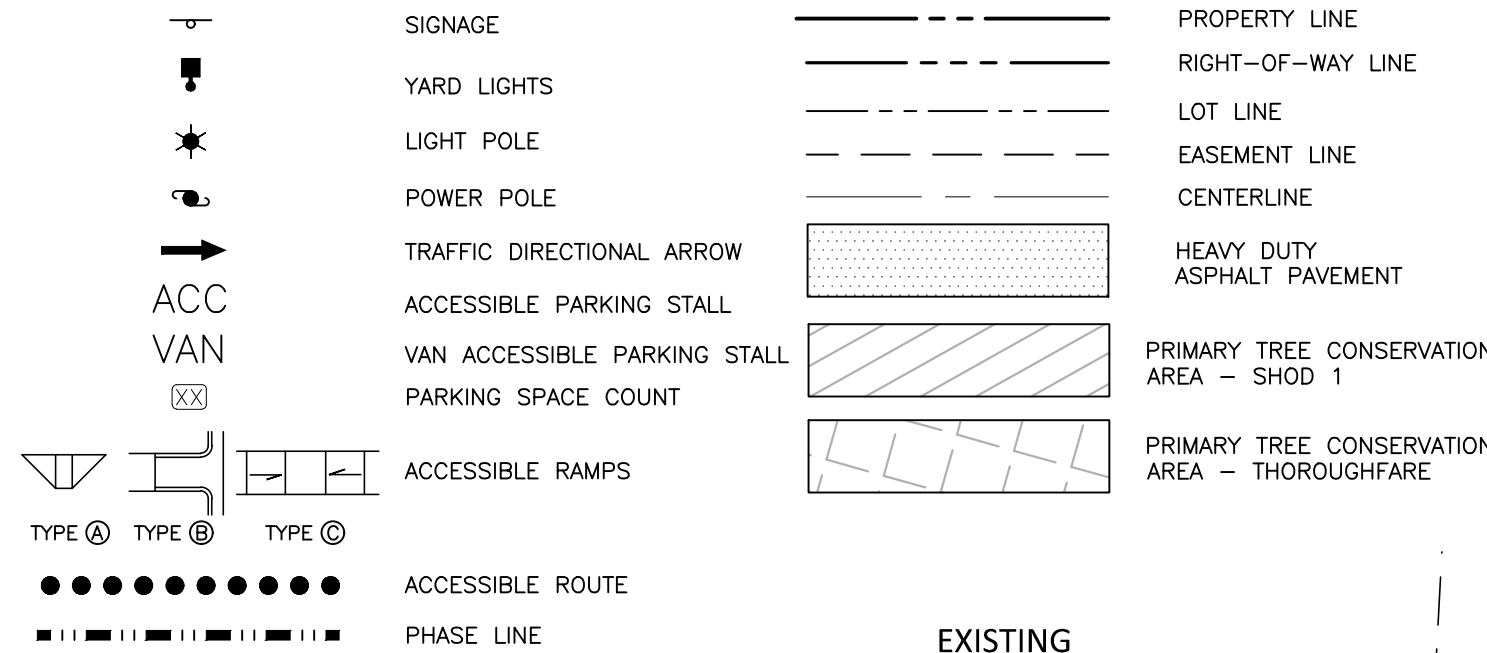 SIGNAGE
YARD LIGHTS
LIGHT POLE
POWER POLE
TRAFFIC DIRECTIONAL ARROW
ACC
ACCESSIBLE PARKING STALL
VAN
VAN ACCESSIBLE PARKING STALL
XX
PARKING SPACE COUNT
ACCESSIBLE RAMPS
TYPE A TYPE B TYPE C
ACCESSIBLE ROUTE
PHASE LINE
PROPERTY LINE
RIGHT-OF-WAY LINE
LOT LINE
EASEMENT LINE
CENTERLINE
HEAVY DUTY
ASPHALT PAVEMENT
PRIMARY TREE CONSERVATION
AREA - SHOD 1
PRIMARY TREE CONSERVATION
AREA - THOROUGHFARE
EXISTING